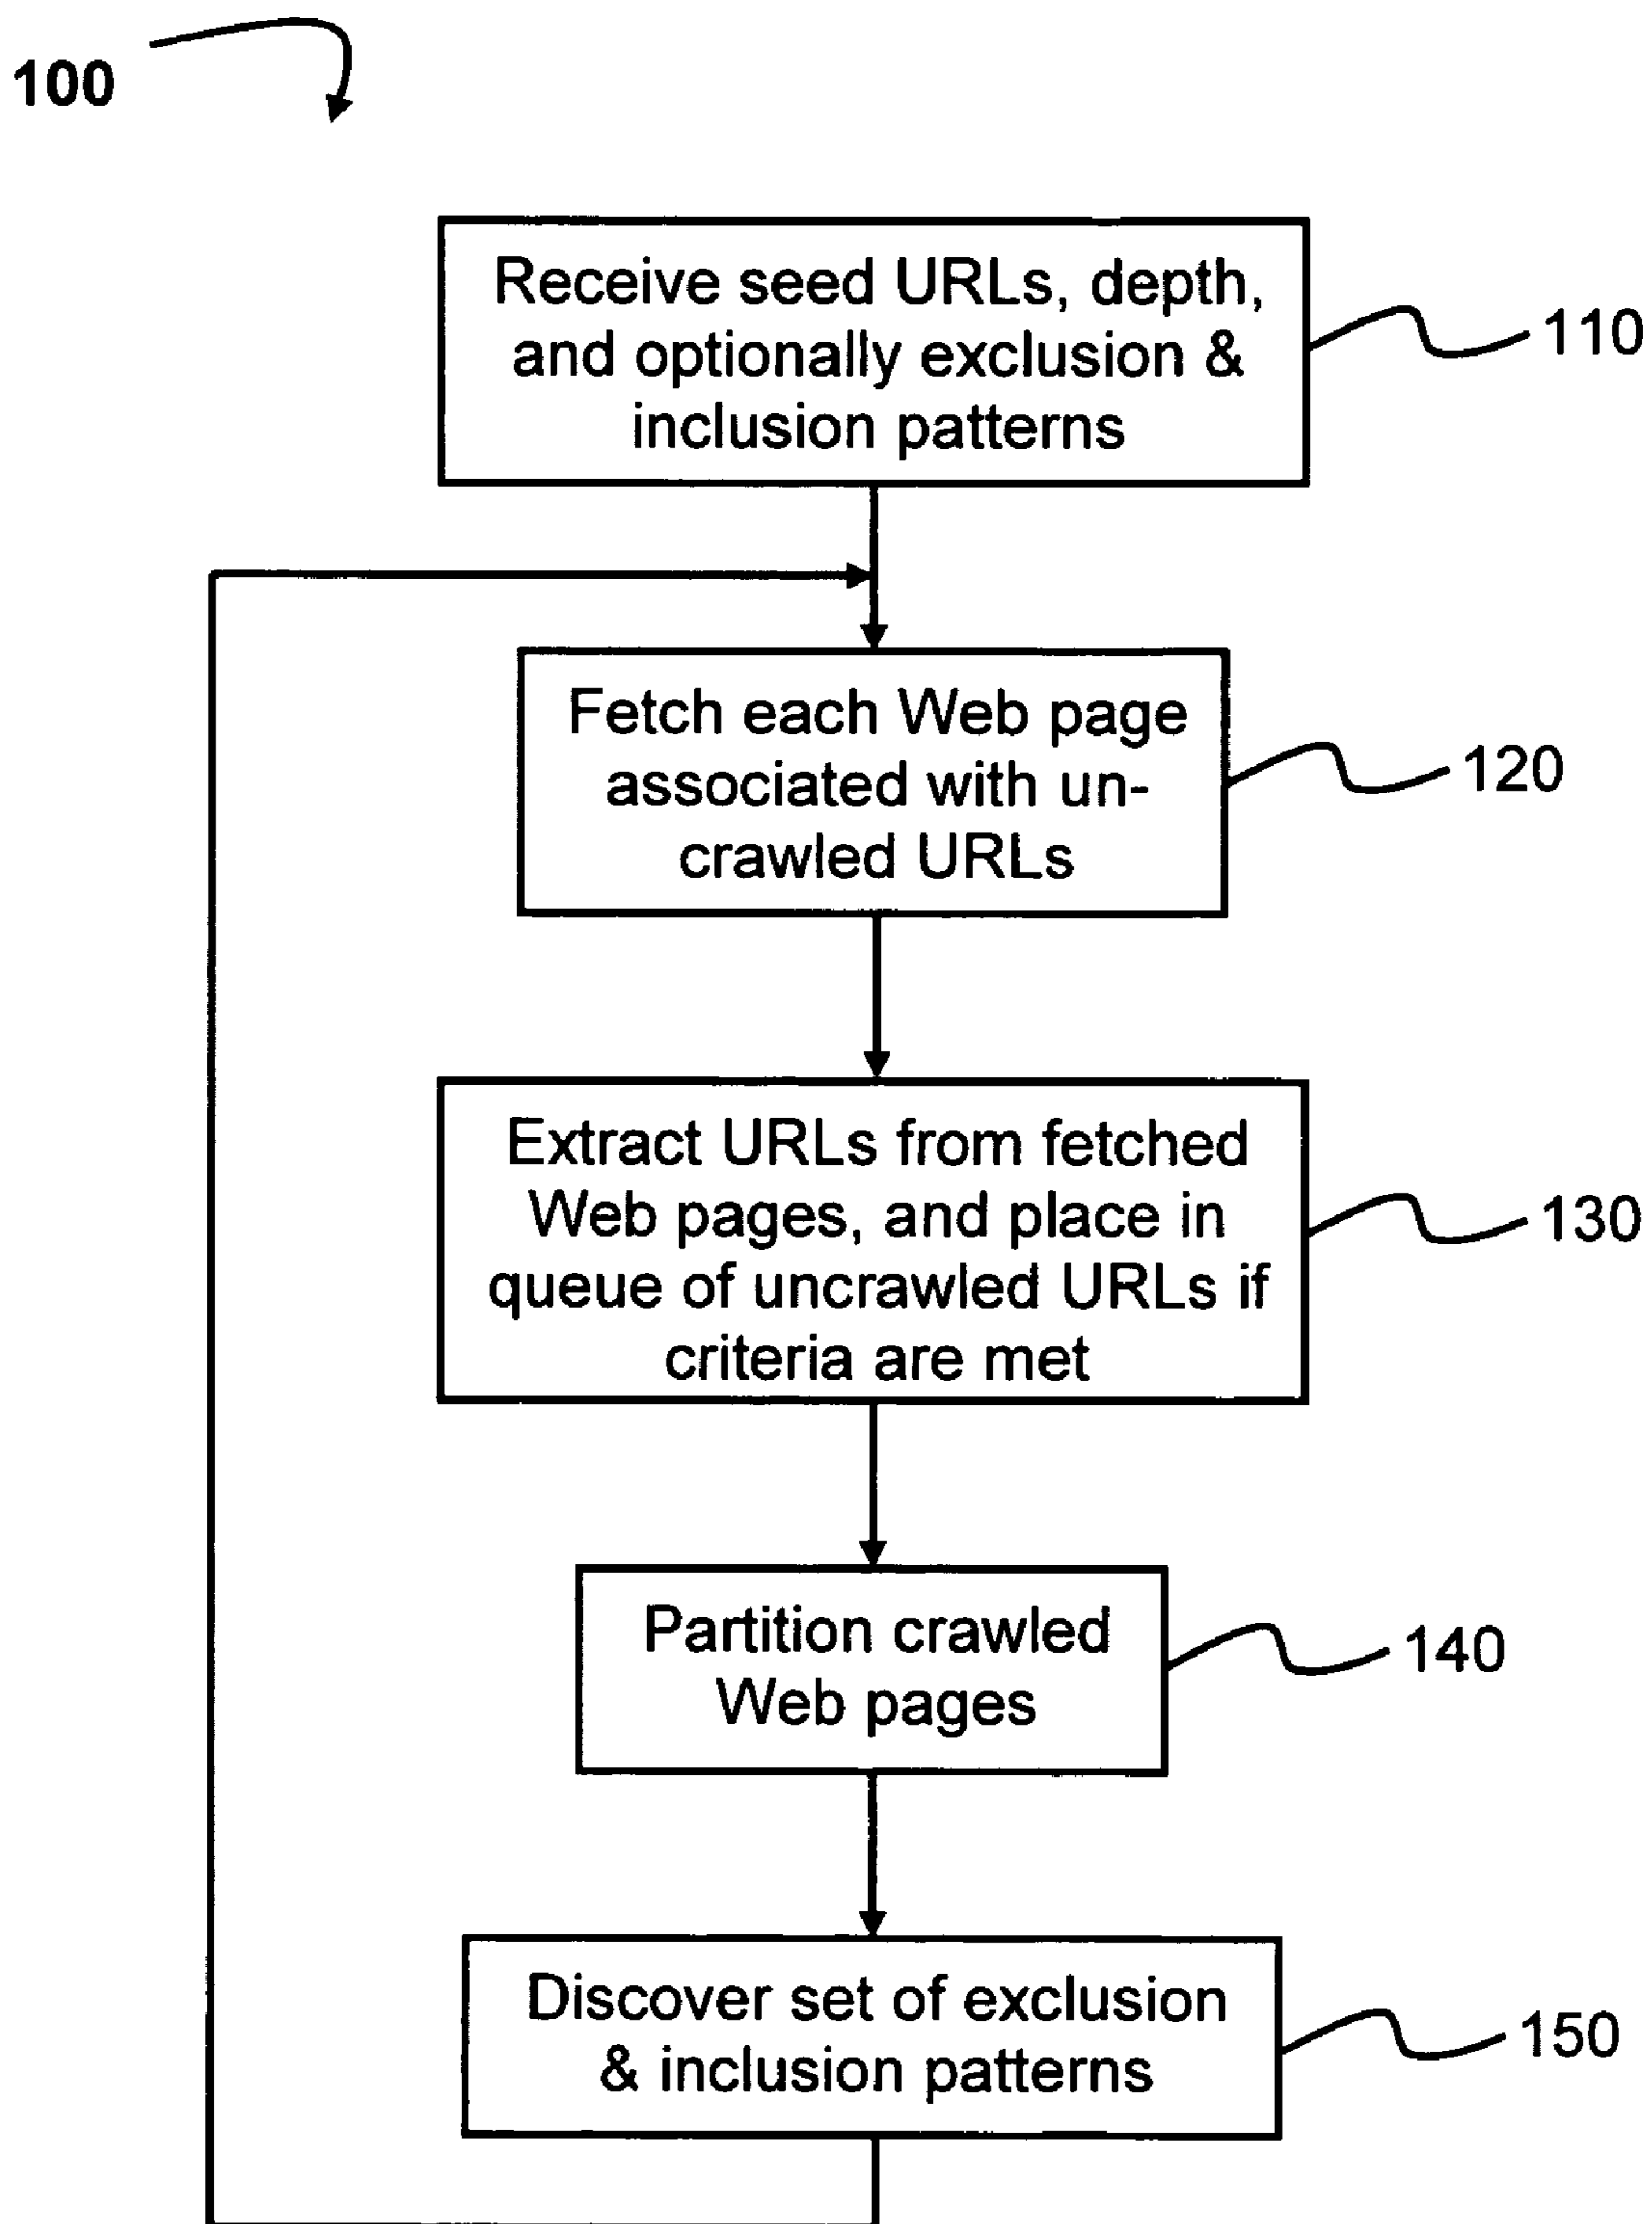 100
Receive seed URLs, depth,
and optionally exclusion &
inclusion patterns
110
Fetch each Web page
associated with un-
crawled URLs
120
Extract URLs from fetched
Web pages, and place in
queue of uncrawled URLs if
criteria are met
130
Partition crawled
Web pages
140
Discover set of exclusion
& inclusion patterns
150